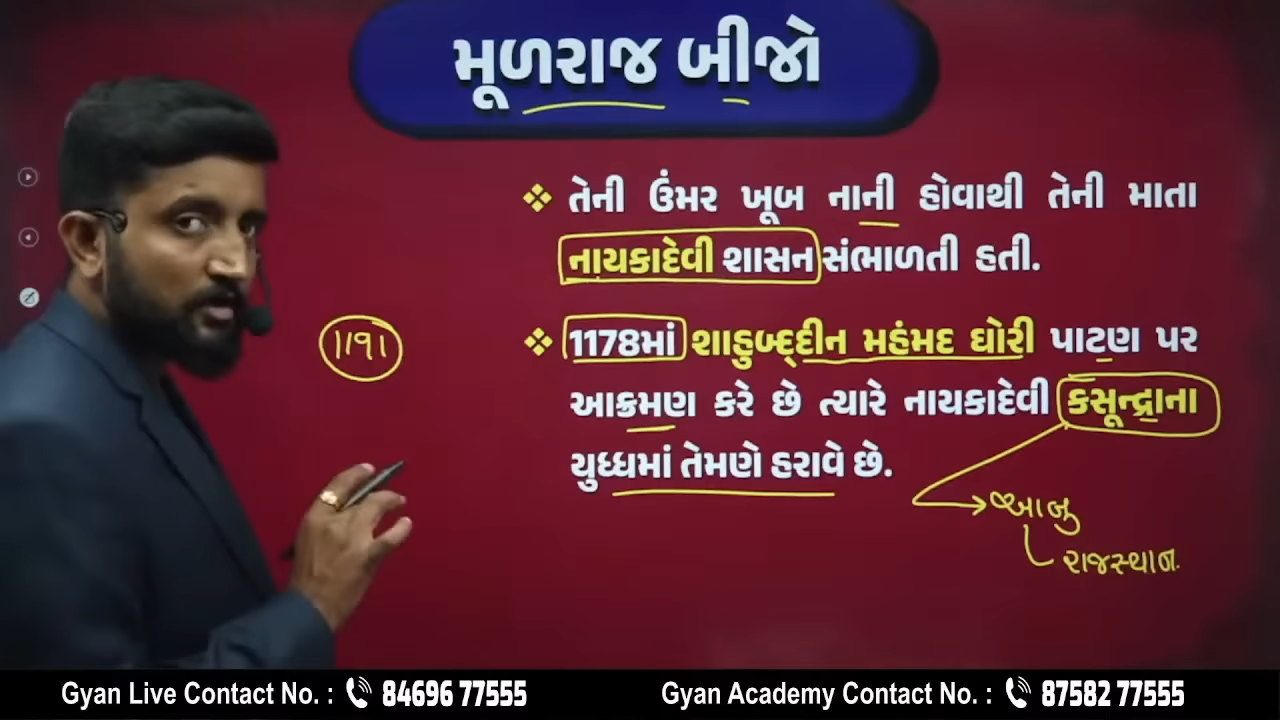 મૂળરાજ બીજો
❖ તેની ઉંમર ખૂબ નાની હોવાથી તેની માતા
નાયકાદેવી શાસન સંભાળતી હતી.
❖ 1178માં શાહુબ્દ્દીન મહંમદ ઘોરી પાટણ પર
આક્રમણ કરે છે ત્યારે નાયકાદેવી કસૂન્દ્રાના
યુધ્ધમાં તેમણે હરાવે છે.
1191
આબુ
રાજસ્થાન.
Gyan Live Contact No. : 84696 77555
Gyan Academy Contact No. : 87582 77555